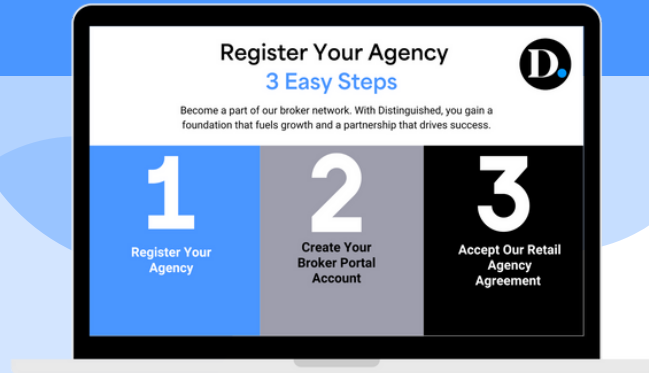 Register Your Agency
3 Easy Steps
D.
Become a part of our broker network. With Distinguished, you gain a
foundation that fuels growth and a partnership that drives success.
1
Register Your
Agency
2
Create Your
Broker Portal
Account
3
Accept Our Retail
Agency
Agreement